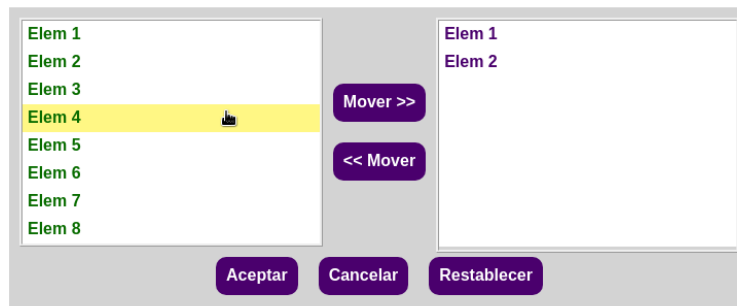 Elem 1
Elem 2
Elem 3
Elem 4
Elem 5
Elem 6
Elem 7
Elem 8
Mover >>
<< Mover
Elem 1
Elem 2
Aceptar
Cancelar
Restablecer